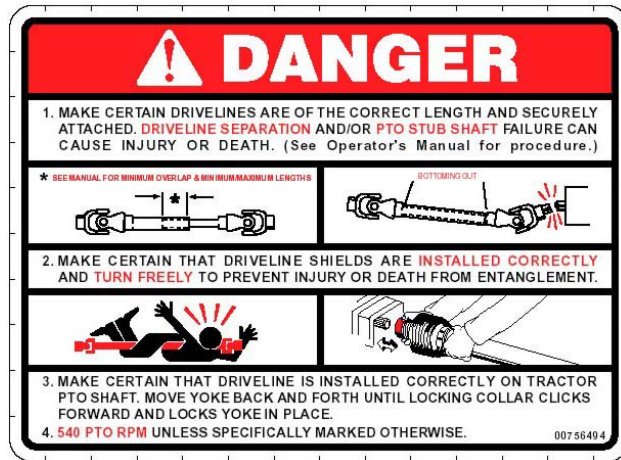 DANGER
1. MAKE CERTAIN DRIVELINES ARE OF THE CORRECT LENGTH AND SECURELY
ATTACHED. DRIVELINE SEPARATION AND/OR PTO STUB SHAFT FAILURE CAN
CAUSE INJURY OR DEATH. (See Operator's Manual for procedure.)
* SEE MANUAL FOR MINIMUM OVERLAP & MINIMUM/MAXIMUM LENGTHS
*
BOTTOMING OUT
2. MAKE CERTAIN THAT DRIVELINE SHIELDS ARE INSTALLED CORRECTLY
AND TURN FREELY TO PREVENT INJURY OR DEATH FROM ENTANGLEMENT.
3. MAKE CERTAIN THAT DRIVELINE IS INSTALLED CORRECTLY ON TRACTOR
PTO SHAFT. MOVE YOKE BACK AND FORTH UNTIL LOCKING COLLAR CLICKS
FORWARD AND LOCKS YOKE IN PLACE.
4. 540 PTO RPM UNLESS SPECIFICALLY MARKED OTHERWISE.
00756494